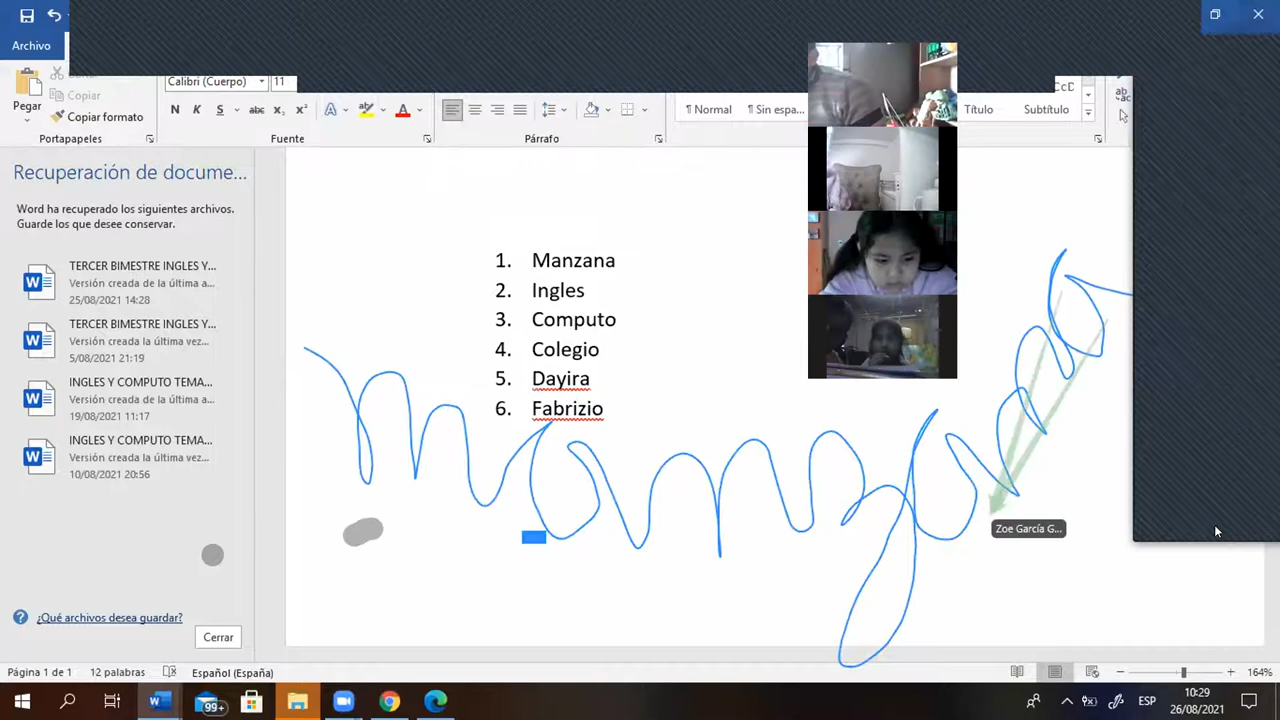 Archivo
Calibri (Cuerpo) 11
Pegar
Copiar
Copiar formato
N K S abc x₂ x² A A
¶ Normal ¶ Sin espa... Título Subtítulo
Portapapeles Fuente Párrafo
Recuperación de docume...
Word ha recuperado los siguientes archivos.
Guarde los que desee conservar.
TERCER BIMESTRE INGLES Y...
Versión creada de la última a...
25/08/2021 14:28
TERCER BIMESTRE INGLES Y...
Versión creada la última vez...
5/08/2021 21:19
INGLES Y COMPUTO TEMA...
Versión creada de la última a...
19/08/2021 11:17
INGLES Y COMPUTO TEMA...
Versión creada la última vez...
10/08/2021 20:56
¿Qué archivos desea guardar?
Cerrar
1. Manzana
2. Ingles
3. Computo
4. Colegio
5. Dayira
6. Fabrizio
manzana
Zoe García G...
Página 1 de 1 12 palabras Español (España) 164%
99+ ESP 10:29
26/08/2021